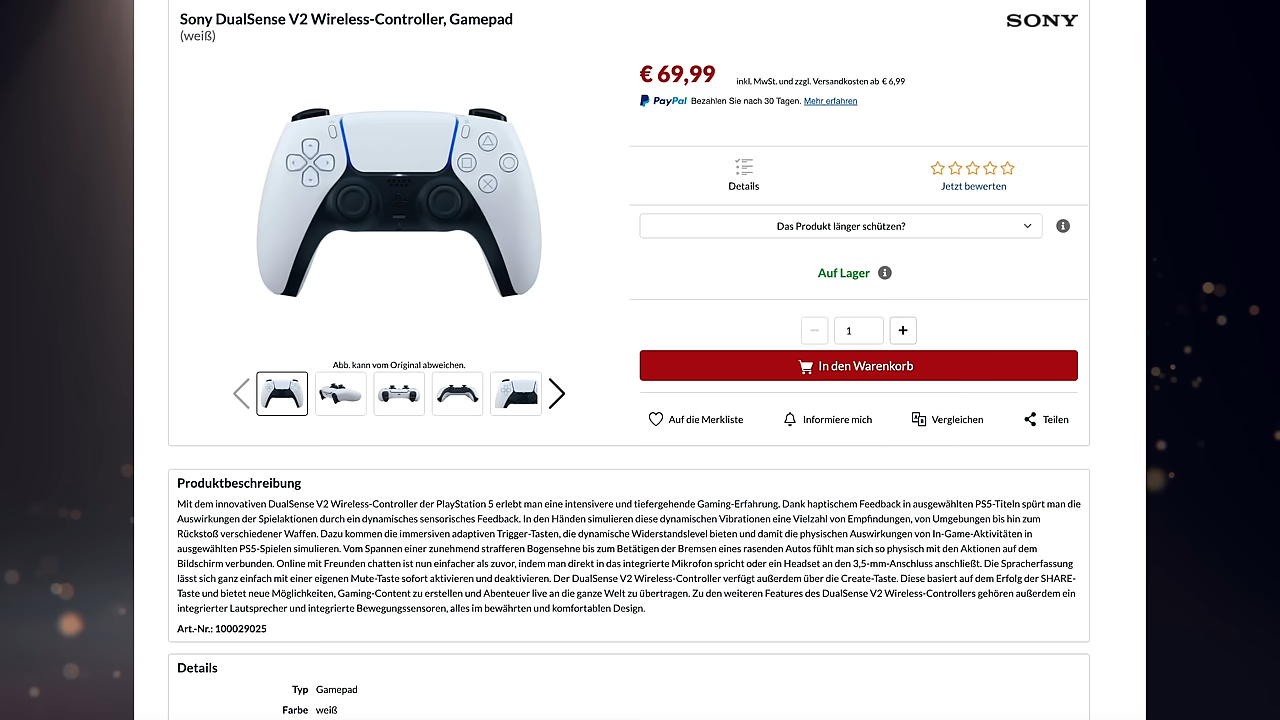 Sony DualSense V2 Wireless-Controller, Gamepad
(weiß)
SONY
€ 69,99 inkl. MwSt. und zzgl. Versandkosten ab € 6,99
PayPal Bezahlen Sie nach 30 Tagen. Mehr erfahren
Details
Jetzt bewerten
Das Produkt länger schützen?
Auf Lager
1
In den Warenkorb
Abb. kann vom Original abweichen.
Auf die Merkliste
Informiere mich
Vergleichen
Teilen
Produktbeschreibung
Mit dem innovativen DualSense V2 Wireless-Controller der PlayStation 5 erlebt man eine intensivere und tiefergehende Gaming-Erfahrung. Dank haptischem Feedback in ausgewählten PS5-Titeln spürt man die
Auswirkungen der Spielaktionen durch ein dynamisches sensorisches Feedback. In den Händen simulieren diese dynamischen Vibrationen eine Vielzahl von Empfindungen, von Umgebungen bis hin zum
Rückstoß verschiedener Waffen. Dazu kommen die immersiven adaptiven Trigger-Tasten, die dynamische Widerstandslevel bieten und damit die physischen Auswirkungen von In-Game-Aktivitäten in
ausgewählten PS5-Spielen simulieren. Vom Spannen einer zunehmend strafferen Bogensehne bis zum Betätigen der Bremsen eines rasenden Autos fühlt man sich so physisch mit den Aktionen auf dem
Bildschirm verbunden. Online mit Freunden chatten ist nun einfacher als zuvor, indem man direkt in das integrierte Mikrofon spricht oder ein Headset an den 3,5-mm-Anschluss anschließt. Die Spracherfassung
lässt sich ganz einfach mit einer eigenen Mute-Taste sofort aktivieren und deaktivieren. Der DualSense V2 Wireless-Controller verfügt außerdem über die Create-Taste. Diese basiert auf dem Erfolg der SHARE-
Taste und bietet neue Möglichkeiten, Gaming-Content zu erstellen und Abenteuer live an die ganze Welt zu übertragen. Zu den weiteren Features des DualSense V2 Wireless-Controllers gehören außerdem ein
integrierter Lautsprecher und integrierte Bewegungssensoren, alles im bewährten und komfortablen Design.
Art.-Nr.: 100029025
Details
Typ Gamepad
Farbe weiß